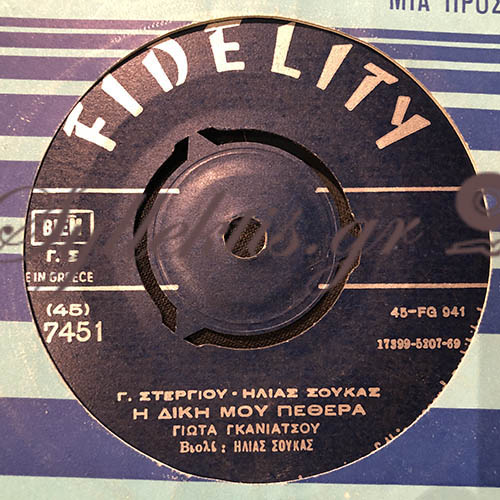 ΜΙΑ ΠΡΟΣ
FIDELITY
BIEM
Γ. Σ
E IN GREECE
(45)
7451
45-FG 941
17399-5207-69
Γ. ΣΤΕΡΓΙΟΥ · ΗΛΙΑΣ ΣΟΥΚΑΣ
Η ΔΙΚΗ ΜΟΥ ΠΕΘΕΡΑ
ΓΙΩΤΑ ΓΚΑΝΙΑΤΣΟΥ
Βιολί : ΗΛΙΑΣ ΣΟΥΚΑΣ